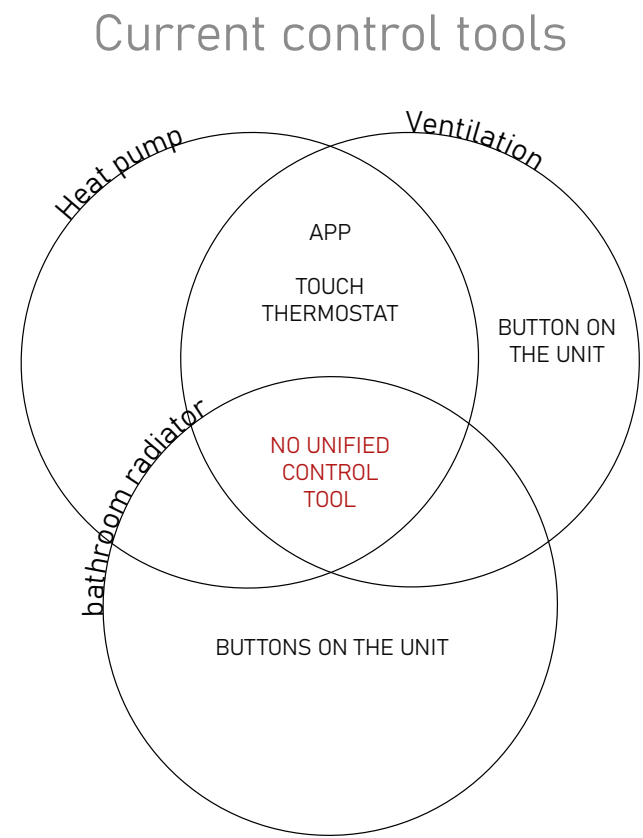 Current control tools
Heat pump
Ventilation
APP
TOUCH
THERMOSTAT
BUTTON ON
THE UNIT
bathroom radiator
NO UNIFIED
CONTROL
TOOL
BUTTONS ON THE UNIT